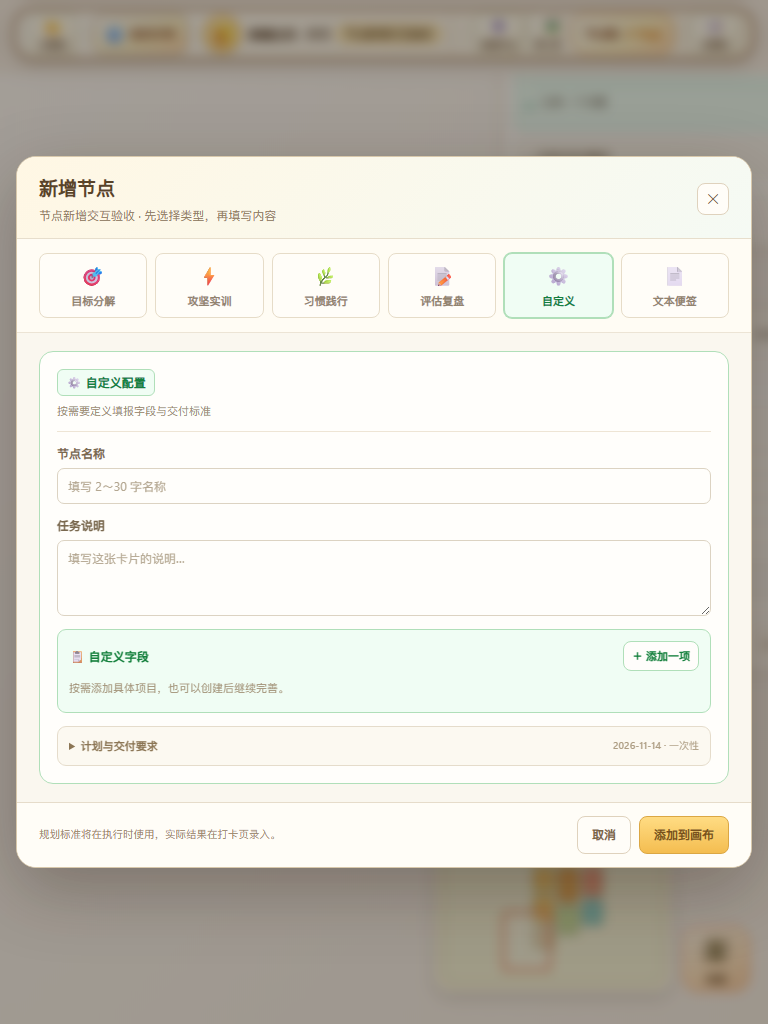 新增节点
节点新增交互验收 · 先选择类型，再填写内容
目标分解
攻坚实训
习惯践行
评估复盘
自定义
文本便签
自定义配置
按需要定义填报字段与交付标准
节点名称
填写 2～30 字名称
任务说明
填写这张卡片的说明...
自定义字段
+ 添加一项
按需添加具体项目，也可以创建后继续完善。
计划与交付要求
2026-11-14 · 一次性
规划标准将在执行时使用，实际结果在打卡页录入。
取消
添加到画布